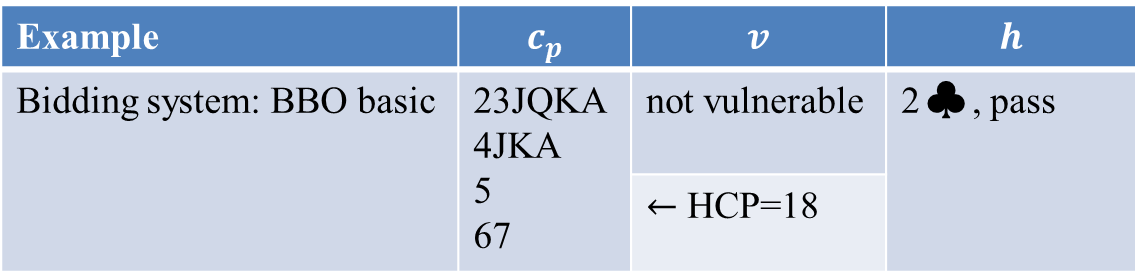 Example c_p v h
Bidding system: BBO basic 23JQKA not vulnerable 2♣, pass
4JKA
5 ← HCP=18
67